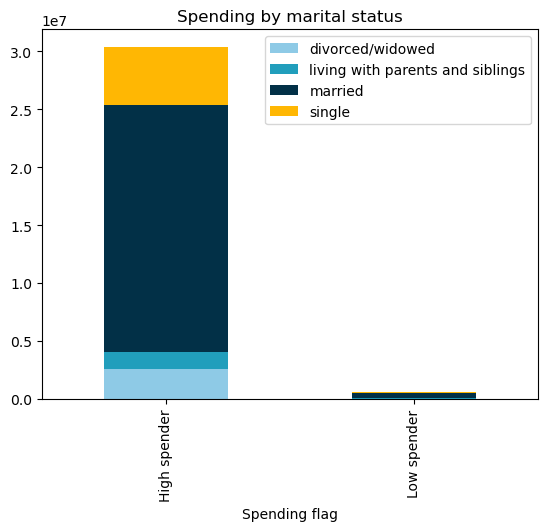 Spending by marital status
1e7
divorced/widowed
living with parents and siblings
married
single
3.0
2.5
2.0
1.5
1.0
0.5
0.0
High spender
Low spender
Spending flag